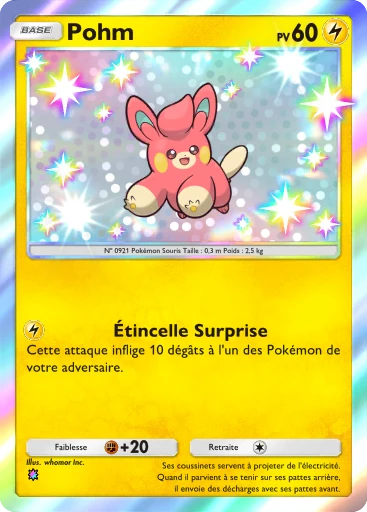 BASE Pohm PV 60
N° 0921 Pokémon Souris Taille : 0,3 m Poids : 2,5 kg
Étincelle Surprise
Cette attaque inflige 10 dégâts à l'un des Pokémon de
votre adversaire.
Faiblesse +20 Retraite
Illus. whomor Inc.
Ses coussinets servent à projeter de l'électricité.
Quand il parvient à se tenir sur ses pattes arrière,
il envoie des décharges avec ses pattes avant.